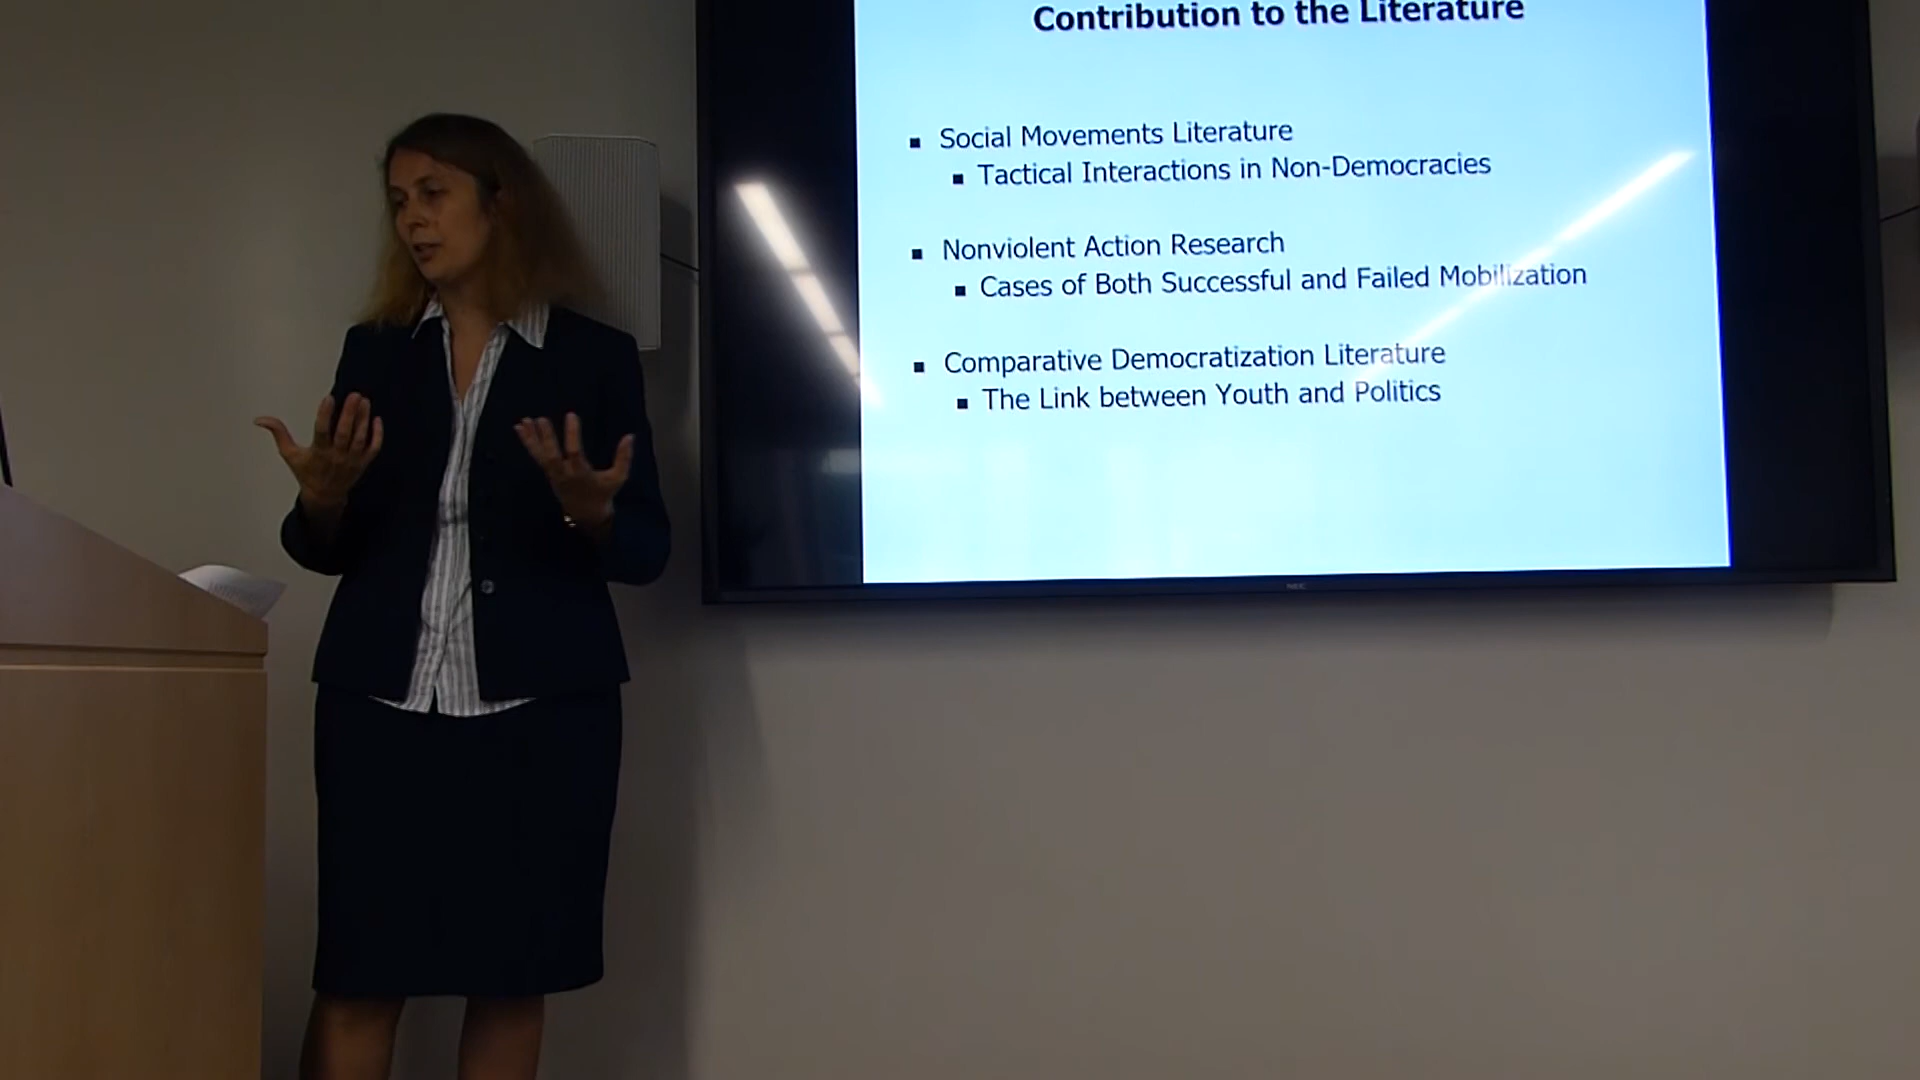 Contribution to the Literature
▪ Social Movements Literature
▪ Tactical Interactions in Non-Democracies
▪ Nonviolent Action Research
▪ Cases of Both Successful and Failed Mobilization
▪ Comparative Democratization Literature
▪ The Link between Youth and Politics
NEC